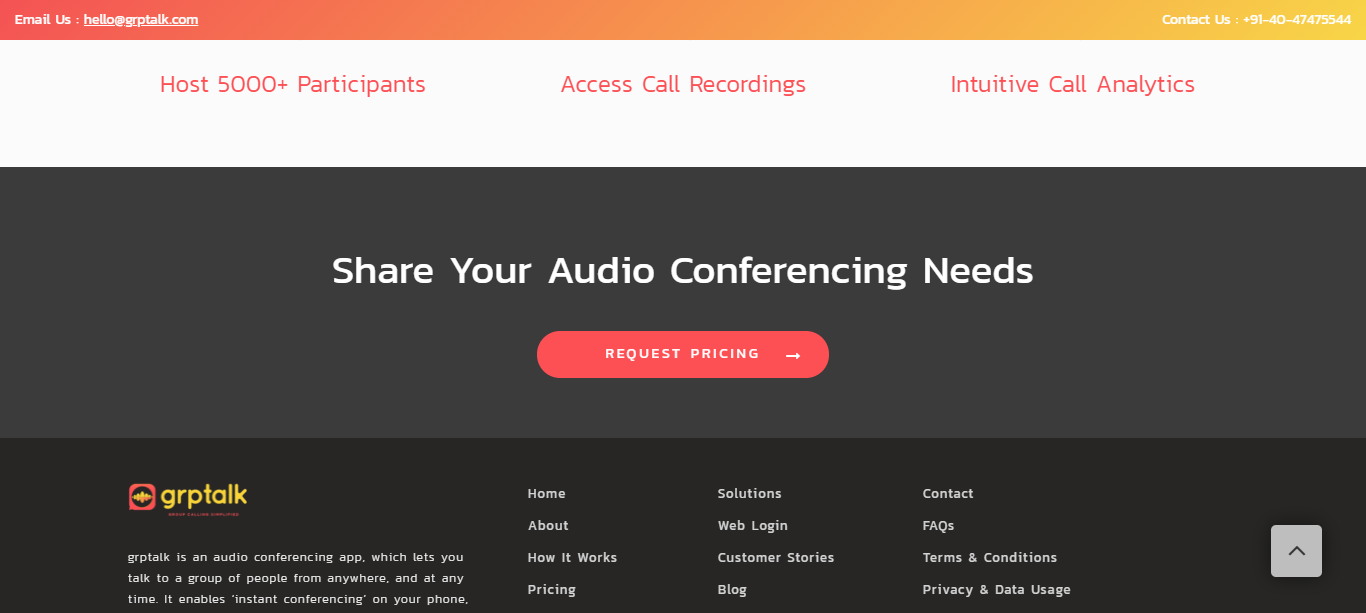 Email Us : hello@grptalk.com
Contact Us : +91-40-47475544
Host 5000+ Participants
Access Call Recordings
Intuitive Call Analytics
Share Your Audio Conferencing Needs
REQUEST PRICING
grptalk
GROUP CALLING SIMPLIFIED
grptalk is an audio conferencing app, which lets you
talk to a group of people from anywhere, and at any
time. It enables 'instant conferencing' on your phone,
Home
About
How It Works
Pricing
Solutions
Web Login
Customer Stories
Blog
Contact
FAQs
Terms & Conditions
Privacy & Data Usage